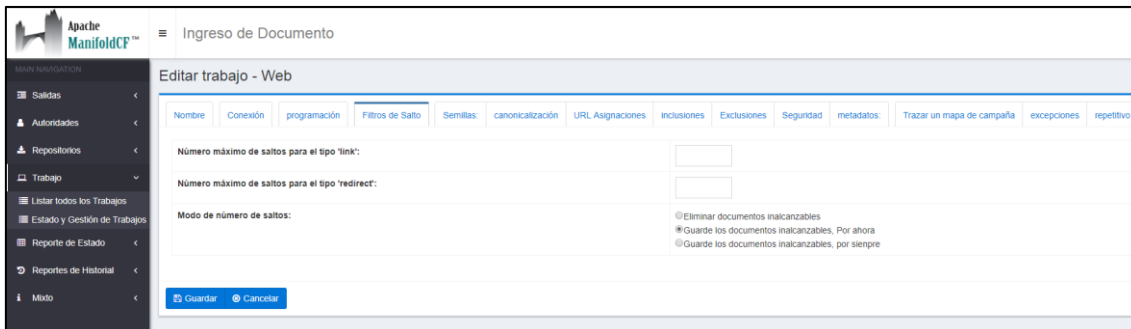 Apache
ManifoldCF™
Ingreso de Documento
MAIN NAVIGATION
Salidas
Autoridades
Repositorios
Trabajo
Listar todos los Trabajos
Estado y Gestión de Trabajos
Reporte de Estado
Reportes de Historial
Mixto
Editar trabajo - Web
Nombre Conexión programación Filtros de Salto Semillas: canonicalización URL Asignaciones inclusiones Exclusiones Seguridad metadatos: Trazar un mapa de campaña excepciones repetitivo
Número máximo de saltos para el tipo 'link':
Número máximo de saltos para el tipo 'redirect':
Modo de número de saltos:
Eliminar documentos inalcanzables
Guarde los documentos inalcanzables, Por ahora
Guarde los documentos inalcanzables, por sienpre
Guardar Cancelar